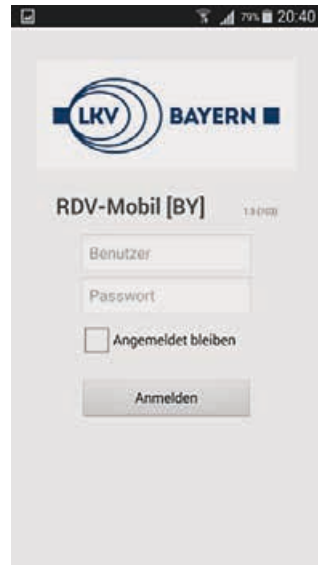 79% 20:40
LKV BAYERN
RDV-Mobil [BY]
Benutzer
Passwort
Angemeldet bleiben
Anmelden